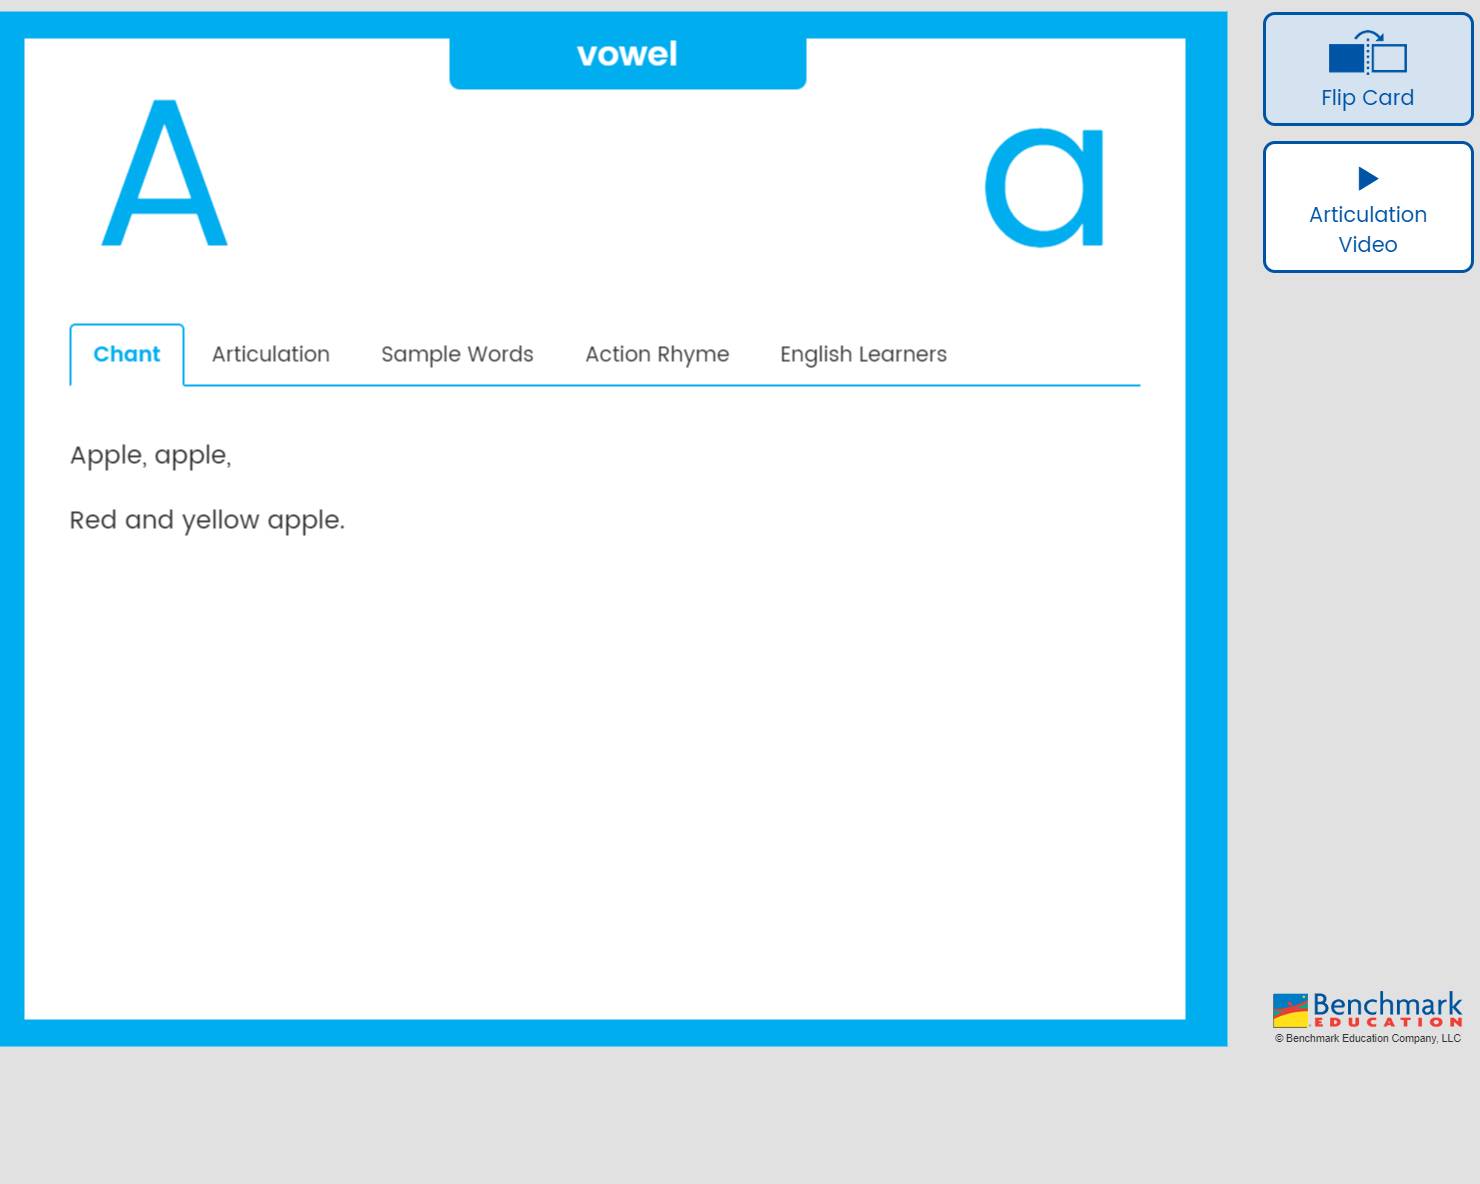 vowel
A
a
Chant
Articulation
Sample Words
Action Rhyme
English Learners
Apple, apple,
Red and yellow apple.
Flip Card
Articulation
Video
Benchmark
EDUCATION
© Benchmark Education Company, LLC